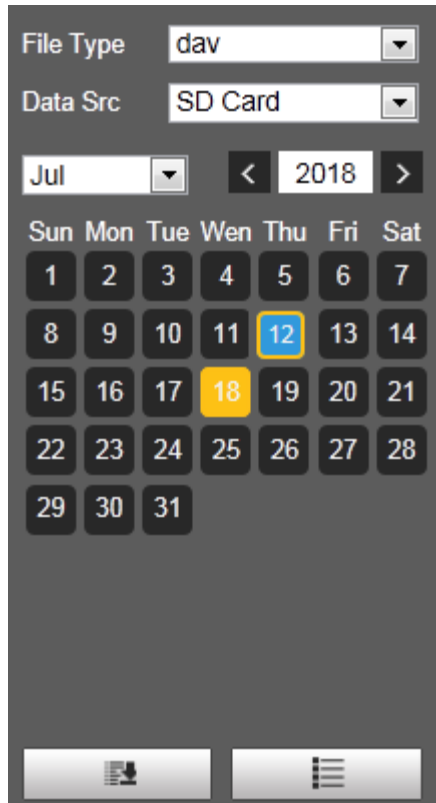 File Type dav
Data Src SD Card
Jul < 2018 >
Sun Mon Tue Wen Thu Fri Sat
1 2 3 4 5 6 7
8 9 10 11 12 13 14
15 16 17 18 19 20 21
22 23 24 25 26 27 28
29 30 31